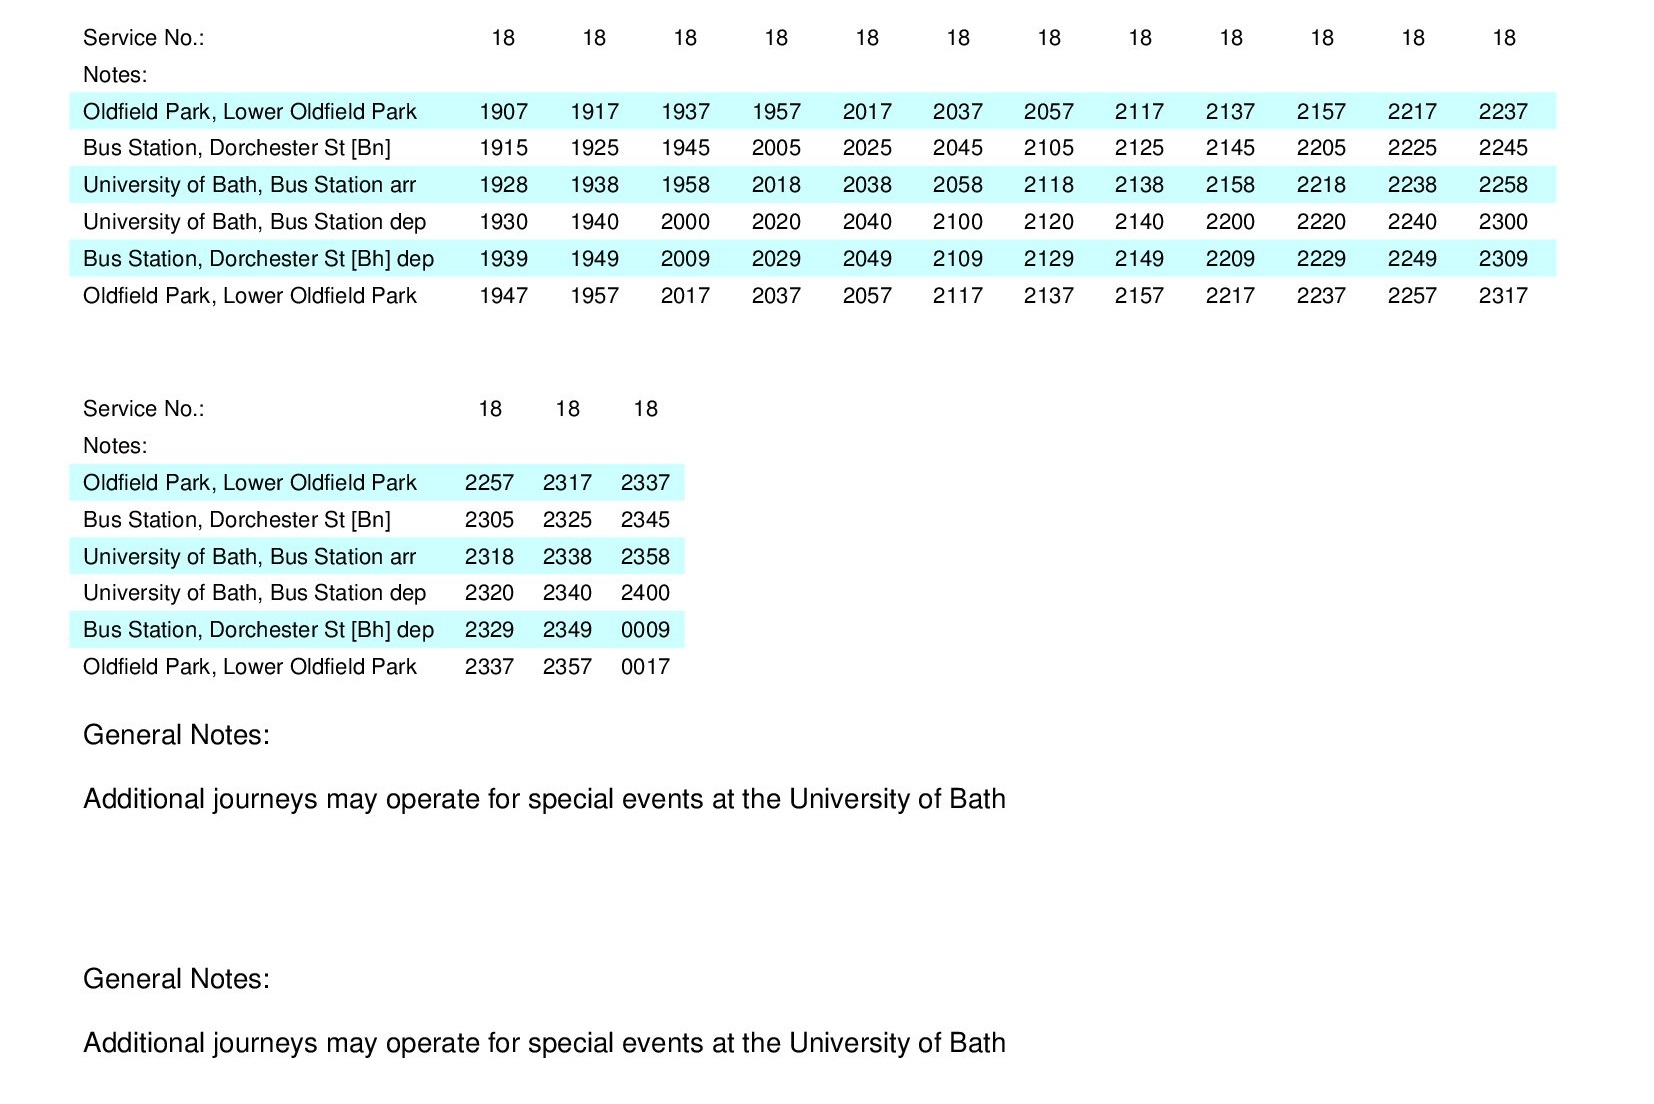 Service No.: 18 18 18 18 18 18 18 18 18 18 18 18
Notes:
Oldfield Park, Lower Oldfield Park 1907 1917 1937 1957 2017 2037 2057 2117 2137 2157 2217 2237
Bus Station, Dorchester St [Bn] 1915 1925 1945 2005 2025 2045 2105 2125 2145 2205 2225 2245
University of Bath, Bus Station arr 1928 1938 1958 2018 2038 2058 2118 2138 2158 2218 2238 2258
University of Bath, Bus Station dep 1930 1940 2000 2020 2040 2100 2120 2140 2200 2220 2240 2300
Bus Station, Dorchester St [Bh] dep 1939 1949 2009 2029 2049 2109 2129 2149 2209 2229 2249 2309
Oldfield Park, Lower Oldfield Park 1947 1957 2017 2037 2057 2117 2137 2157 2217 2237 2257 2317
Service No.: 18 18 18
Notes:
Oldfield Park, Lower Oldfield Park 2257 2317 2337
Bus Station, Dorchester St [Bn] 2305 2325 2345
University of Bath, Bus Station arr 2318 2338 2358
University of Bath, Bus Station dep 2320 2340 2400
Bus Station, Dorchester St [Bh] dep 2329 2349 0009
Oldfield Park, Lower Oldfield Park 2337 2357 0017
General Notes:
Additional journeys may operate for special events at the University of Bath
General Notes:
Additional journeys may operate for special events at the University of Bath